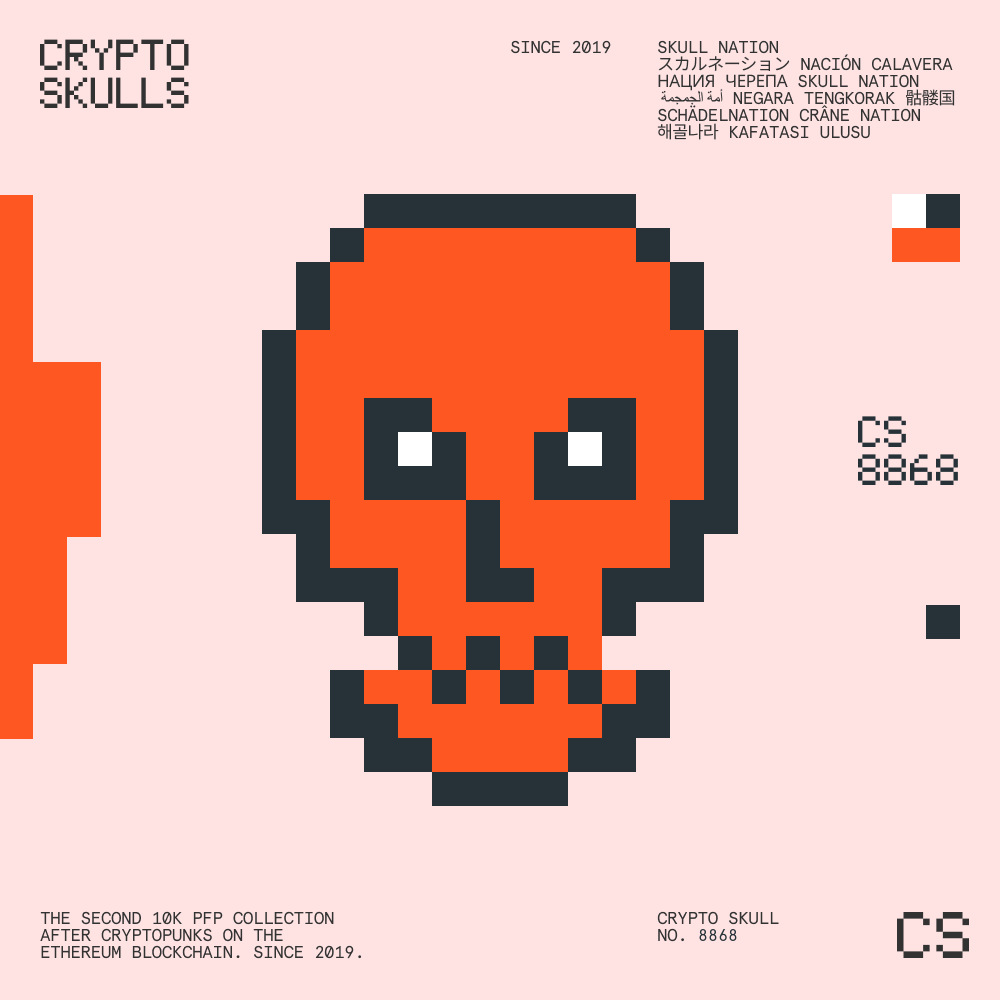 CRYPTO
SKULLS
SINCE 2019
SKULL NATION
スカルネーション NACIÓN CALAVERA
НАЦИЯ ЧЕРЕПА SKULL NATION
أمة الجمجمة NEGARA TENGKORAK 骷髅国
SCHÄDELNATION CRÂNE NATION
해골나라 KAFATASI ULUSU
CS
8868
THE SECOND 10K PFP COLLECTION
AFTER CRYPTOPUNKS ON THE
ETHEREUM BLOCKCHAIN. SINCE 2019.
CRYPTO SKULL
NO. 8868
CS